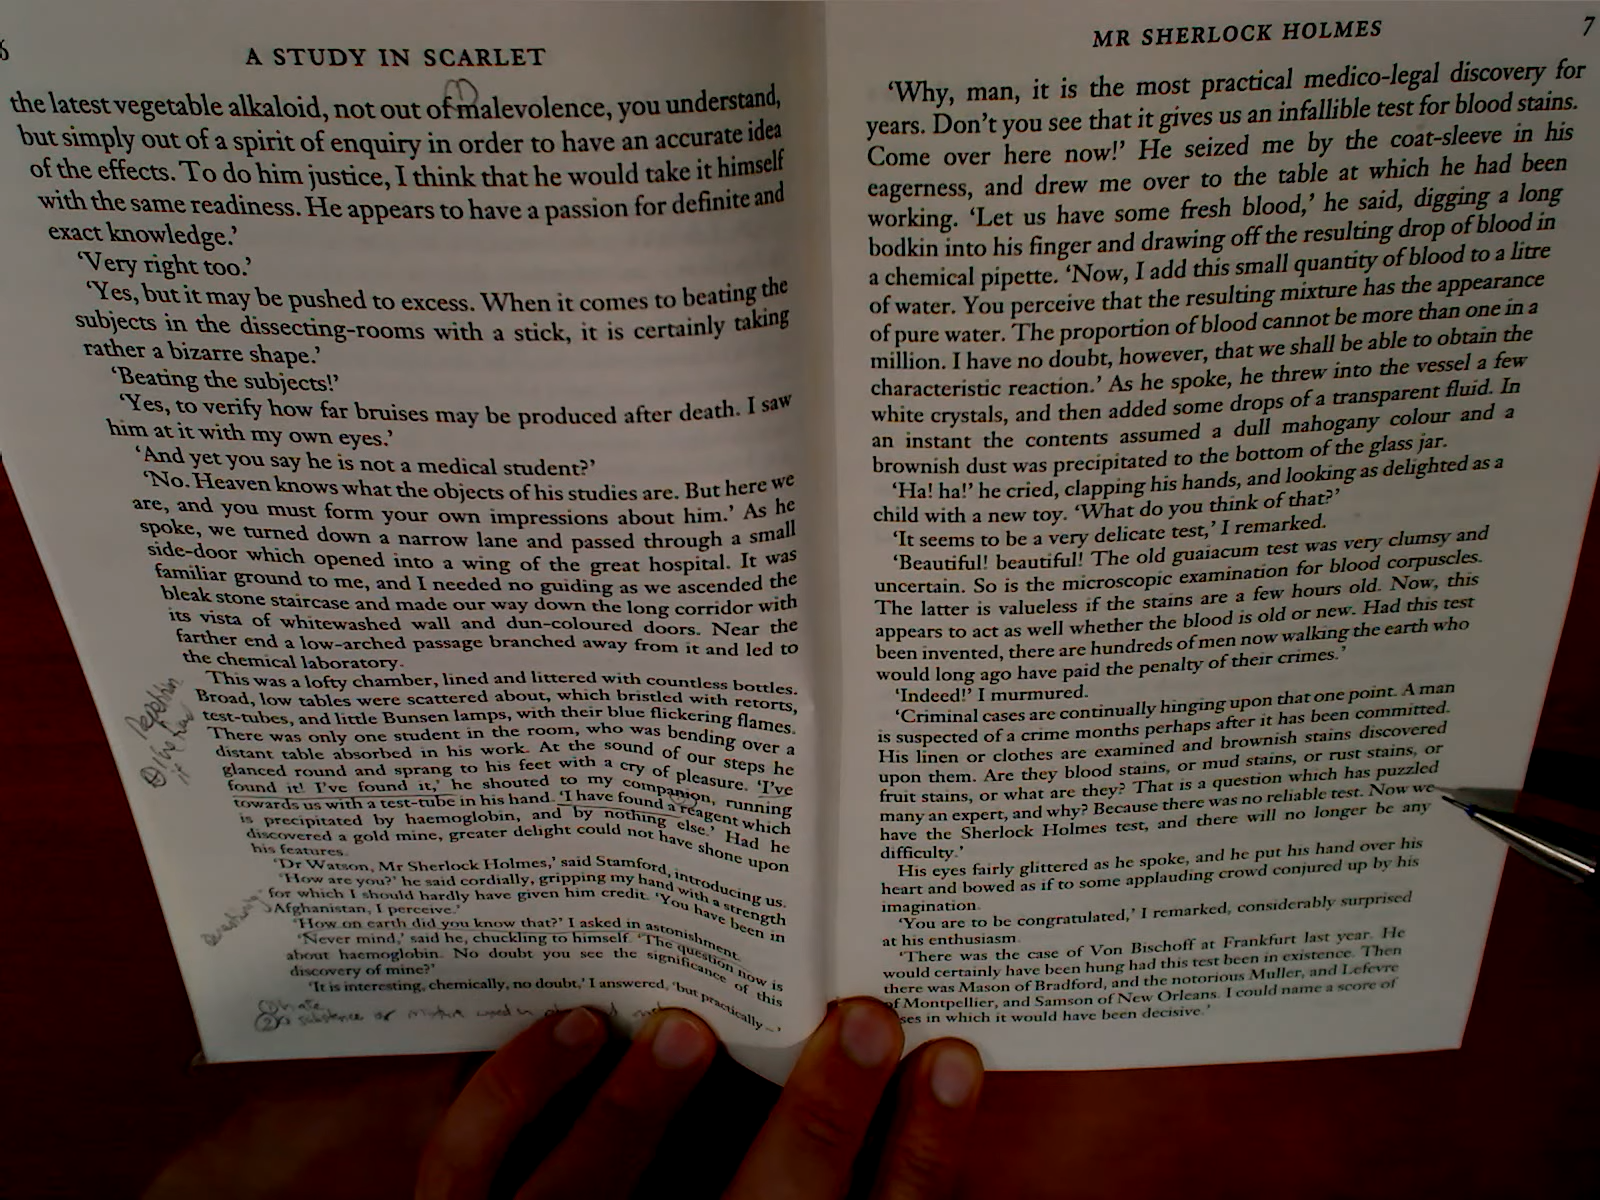 6
A STUDY IN SCARLET
the latest vegetable alkaloid, not out of malevolence, you understand,
but simply out of a spirit of enquiry in order to have an accurate idea
of the effects. To do him justice, I think that he would take it himself
with the same readiness. He appears to have a passion for definite and
exact knowledge.’
‘Very right too.’
‘Yes, but it may be pushed to excess. When it comes to beating the
subjects in the dissecting-rooms with a stick, it is certainly taking
rather a bizarre shape.’
‘Beating the subjects!’
‘Yes, to verify how far bruises may be produced after death. I saw
him at it with my own eyes.’
‘And yet you say he is not a medical student?’
‘No. Heaven knows what the objects of his studies are. But here we
are, and you must form your own impressions about him.’ As he
spoke, we turned down a narrow lane and passed through a small
side-door which opened into a wing of the great hospital. It was
familiar ground to me, and I needed no guiding as we ascended the
bleak stone staircase and made our way down the long corridor with
its vista of whitewashed wall and dun-coloured doors. Near the
farther end a low-arched passage branched away from it and led to
the chemical laboratory.
This was a lofty chamber, lined and littered with countless bottles.
Broad, low tables were scattered about, which bristled with retorts,
test-tubes, and little Bunsen lamps, with their blue flickering flames.
There was only one student in the room, who was bending over a
distant table absorbed in his work. At the sound of our steps he
glanced round and sprang to his feet with a cry of pleasure. ‘I’ve
found it! I’ve found it,’ he shouted to my companion, running
towards us with a test-tube in his hand. ‘I have found a reagent which
is precipitated by haemoglobin, and by nothing else.’ Had he
discovered a gold mine, greater delight could not have shone upon
his features.
‘Dr Watson, Mr Sherlock Holmes,’ said Stamford, introducing us.
‘How are you?’ he said cordially, gripping my hand with a strength
for which I should hardly have given him credit. ‘You have been in
Afghanistan, I perceive.’
‘How on earth did you know that?’ I asked in astonishment.
‘Never mind,’ said he, chuckling to himself. ‘The question now is
about haemoglobin. No doubt you see the significance of this
discovery of mine?’
‘It is interesting, chemically, no doubt,’ I answered, ‘but practically ...’
① hate
② a substance or mixture used in
MR SHERLOCK HOLMES
7
‘Why, man, it is the most practical medico-legal discovery for
years. Don’t you see that it gives us an infallible test for blood stains.
Come over here now!’ He seized me by the coat-sleeve in his
eagerness, and drew me over to the table at which he had been
working. ‘Let us have some fresh blood,’ he said, digging a long
bodkin into his finger and drawing off the resulting drop of blood in
a chemical pipette. ‘Now, I add this small quantity of blood to a litre
of water. You perceive that the resulting mixture has the appearance
of pure water. The proportion of blood cannot be more than one in a
million. I have no doubt, however, that we shall be able to obtain the
characteristic reaction.’ As he spoke, he threw into the vessel a few
white crystals, and then added some drops of a transparent fluid. In
an instant the contents assumed a dull mahogany colour and a
brownish dust was precipitated to the bottom of the glass jar.
‘Ha! ha!’ he cried, clapping his hands, and looking as delighted as a
child with a new toy. ‘What do you think of that?’
‘It seems to be a very delicate test,’ I remarked.
‘Beautiful! beautiful! The old guaiacum test was very clumsy and
uncertain. So is the microscopic examination for blood corpuscles.
The latter is valueless if the stains are a few hours old. Now, this
appears to act as well whether the blood is old or new. Had this test
been invented, there are hundreds of men now walking the earth who
would long ago have paid the penalty of their crimes.’
‘Indeed!’ I murmured.
‘Criminal cases are continually hinging upon that one point. A man
is suspected of a crime months perhaps after it has been committed.
His linen or clothes are examined and brownish stains discovered
upon them. Are they blood stains, or mud stains, or rust stains, or
fruit stains, or what are they? That is a question which has puzzled
many an expert, and why? Because there was no reliable test. Now we
have the Sherlock Holmes test, and there will no longer be any
difficulty.’
His eyes fairly glittered as he spoke, and he put his hand over his
heart and bowed as if to some applauding crowd conjured up by his
imagination.
‘You are to be congratulated,’ I remarked, considerably surprised
at his enthusiasm.
‘There was the case of Von Bischoff at Frankfurt last year. He
would certainly have been hung had this test been in existence. Then
there was Mason of Bradford, and the notorious Muller, and Lefevre
of Montpellier, and Samson of New Orleans. I could name a score of
ses in which it would have been decisive.’